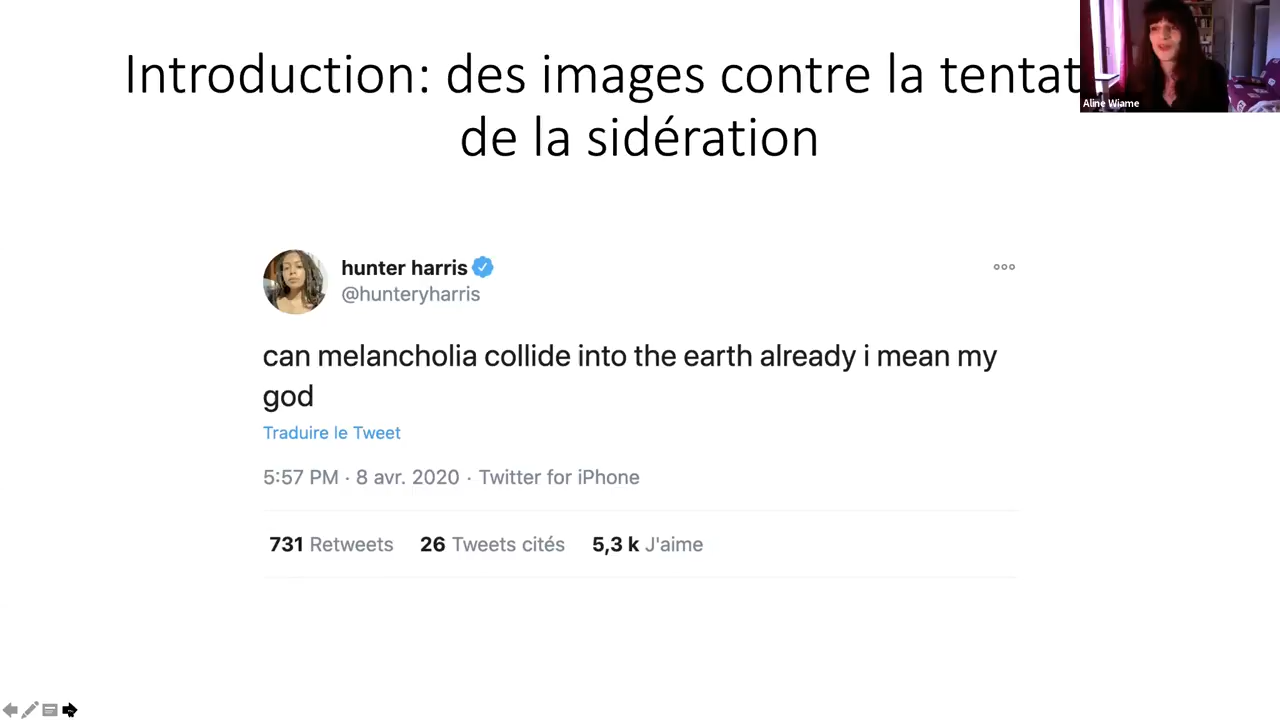 Introduction: des images contre la tentat
de la sidération
Aline Wiame
hunter harris
@hunteryharris
can melancholia collide into the earth already i mean my
god
Traduire le Tweet
5:57 PM · 8 avr. 2020 · Twitter for iPhone
731 Retweets 26 Tweets cités 5,3 k J'aime